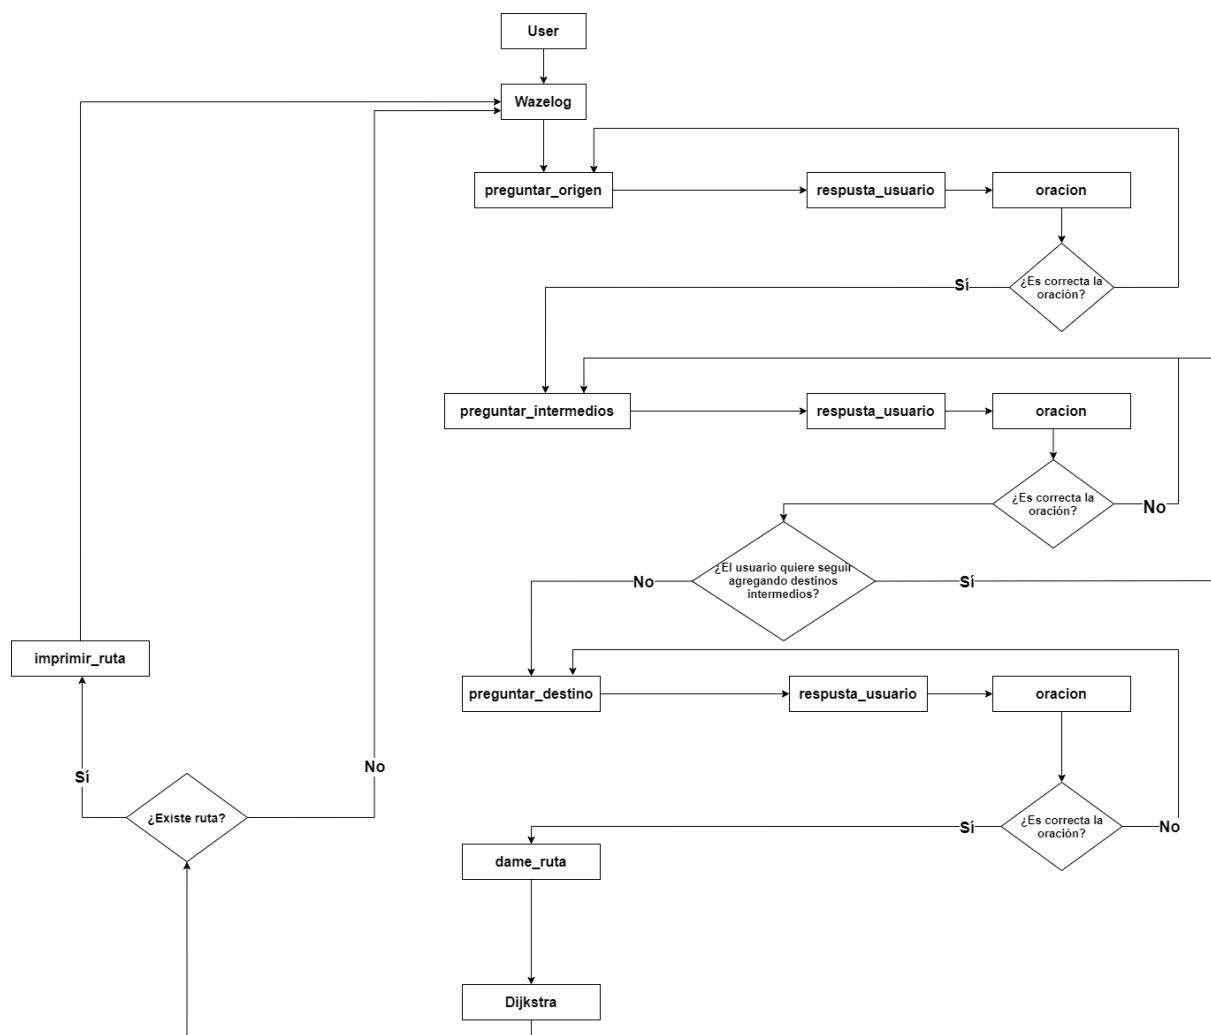 User
Wazelog
preguntar_origen
respusta_usuario
oracion
¿Es correcta la
oración?
Sí
preguntar_intermedios
respusta_usuario
oracion
¿Es correcta la
oración?
No
¿El usuario quiere seguir
agregando destinos
intermedios?
No
Sí
imprimir_ruta
preguntar_destino
respusta_usuario
oracion
Sí
No
¿Existe ruta?
¿Es correcta la
oración?
Sí
No
dame_ruta
Dijkstra